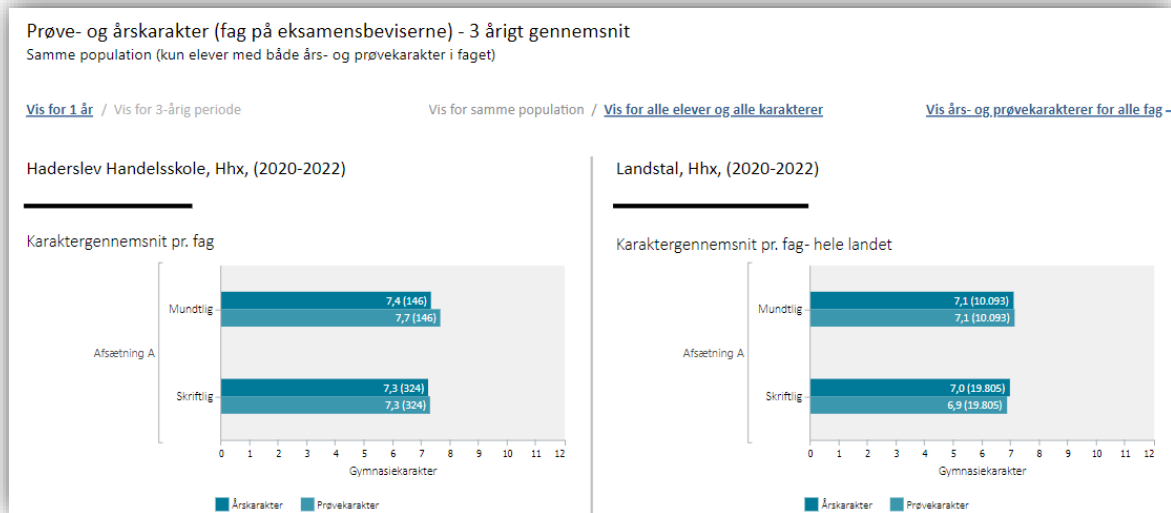 Prøve- og årskarakter (fag på eksamensbeviserne) - 3 årigt gennemsnit
Samme population (kun elever med både års- og prøvekarakter i faget)
Vis for 1 år / Vis for 3-årig periode
Vis for samme population / Vis for alle elever og alle karakterer
Vis års- og prøvekarakterer for alle fag –
Haderslev Handelsskole, Hhx, (2020-2022)
Karaktergennemsnit pr. fag
Afsætning A
Mundtlig
7,4 (146)
7,7 (146)
Skriftlig
7,3 (324)
7,3 (324)
0 1 2 3 4 5 6 7 8 9 10 11 12
Gymnasiekarakter
Årskarakter Prøvekarakter
Landstal, Hhx, (2020-2022)
Karaktergennemsnit pr. fag- hele landet
Afsætning A
Mundtlig
7,1 (10.093)
7,1 (10.093)
Skriftlig
7,0 (19.805)
6,9 (19.805)
0 1 2 3 4 5 6 7 8 9 10 11 12
Gymnasiekarakter
Årskarakter Prøvekarakter